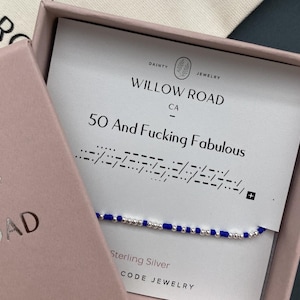 DAINTY JEWELRY
WILLOW ROAD
CA
50 And Fucking Fabulous
Sterling Silver
CODE JEWELRY
AD